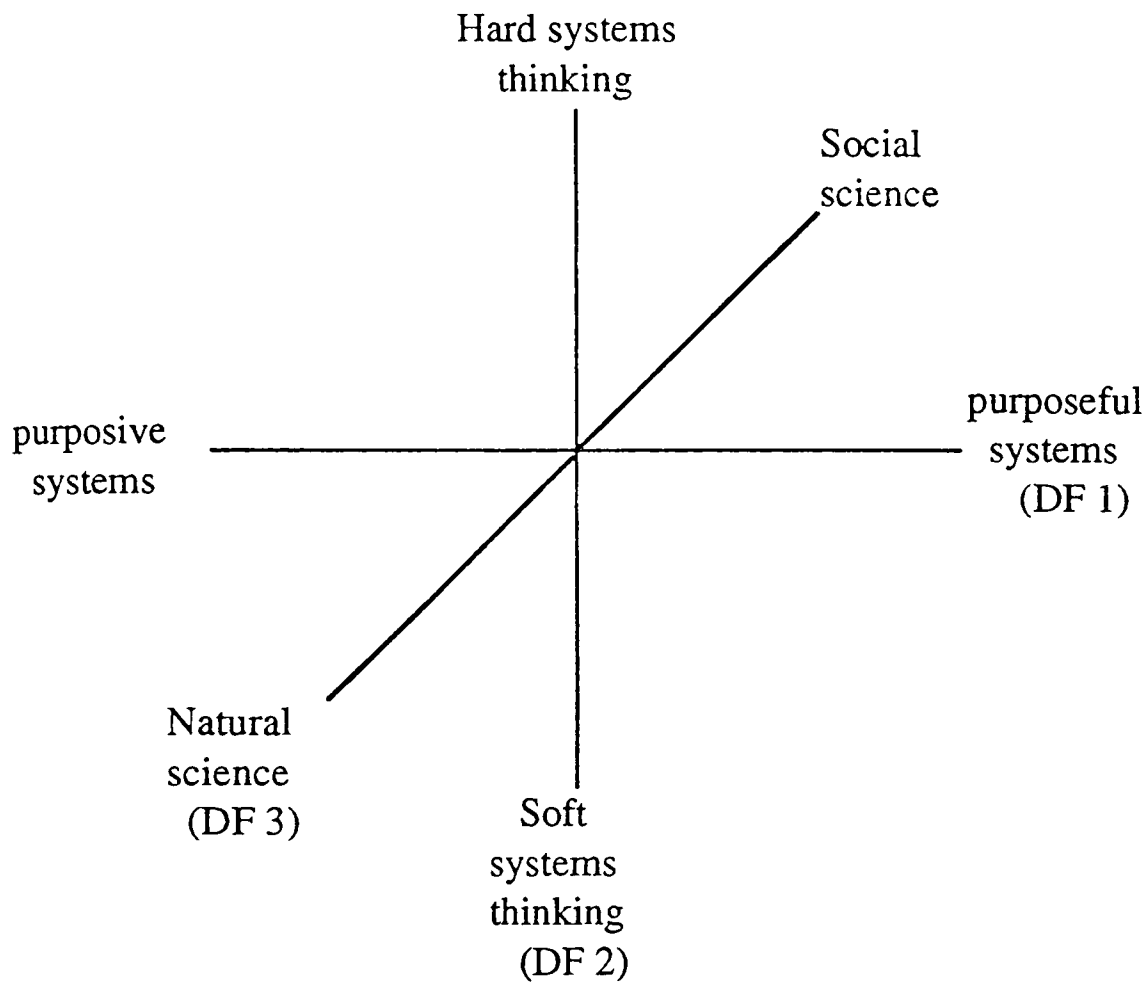 Hard systems
thinking
Social
science
purposive
systems
purposeful
systems
(DF 1)
Natural
science
(DF 3)
Soft
systems
thinking
(DF 2)